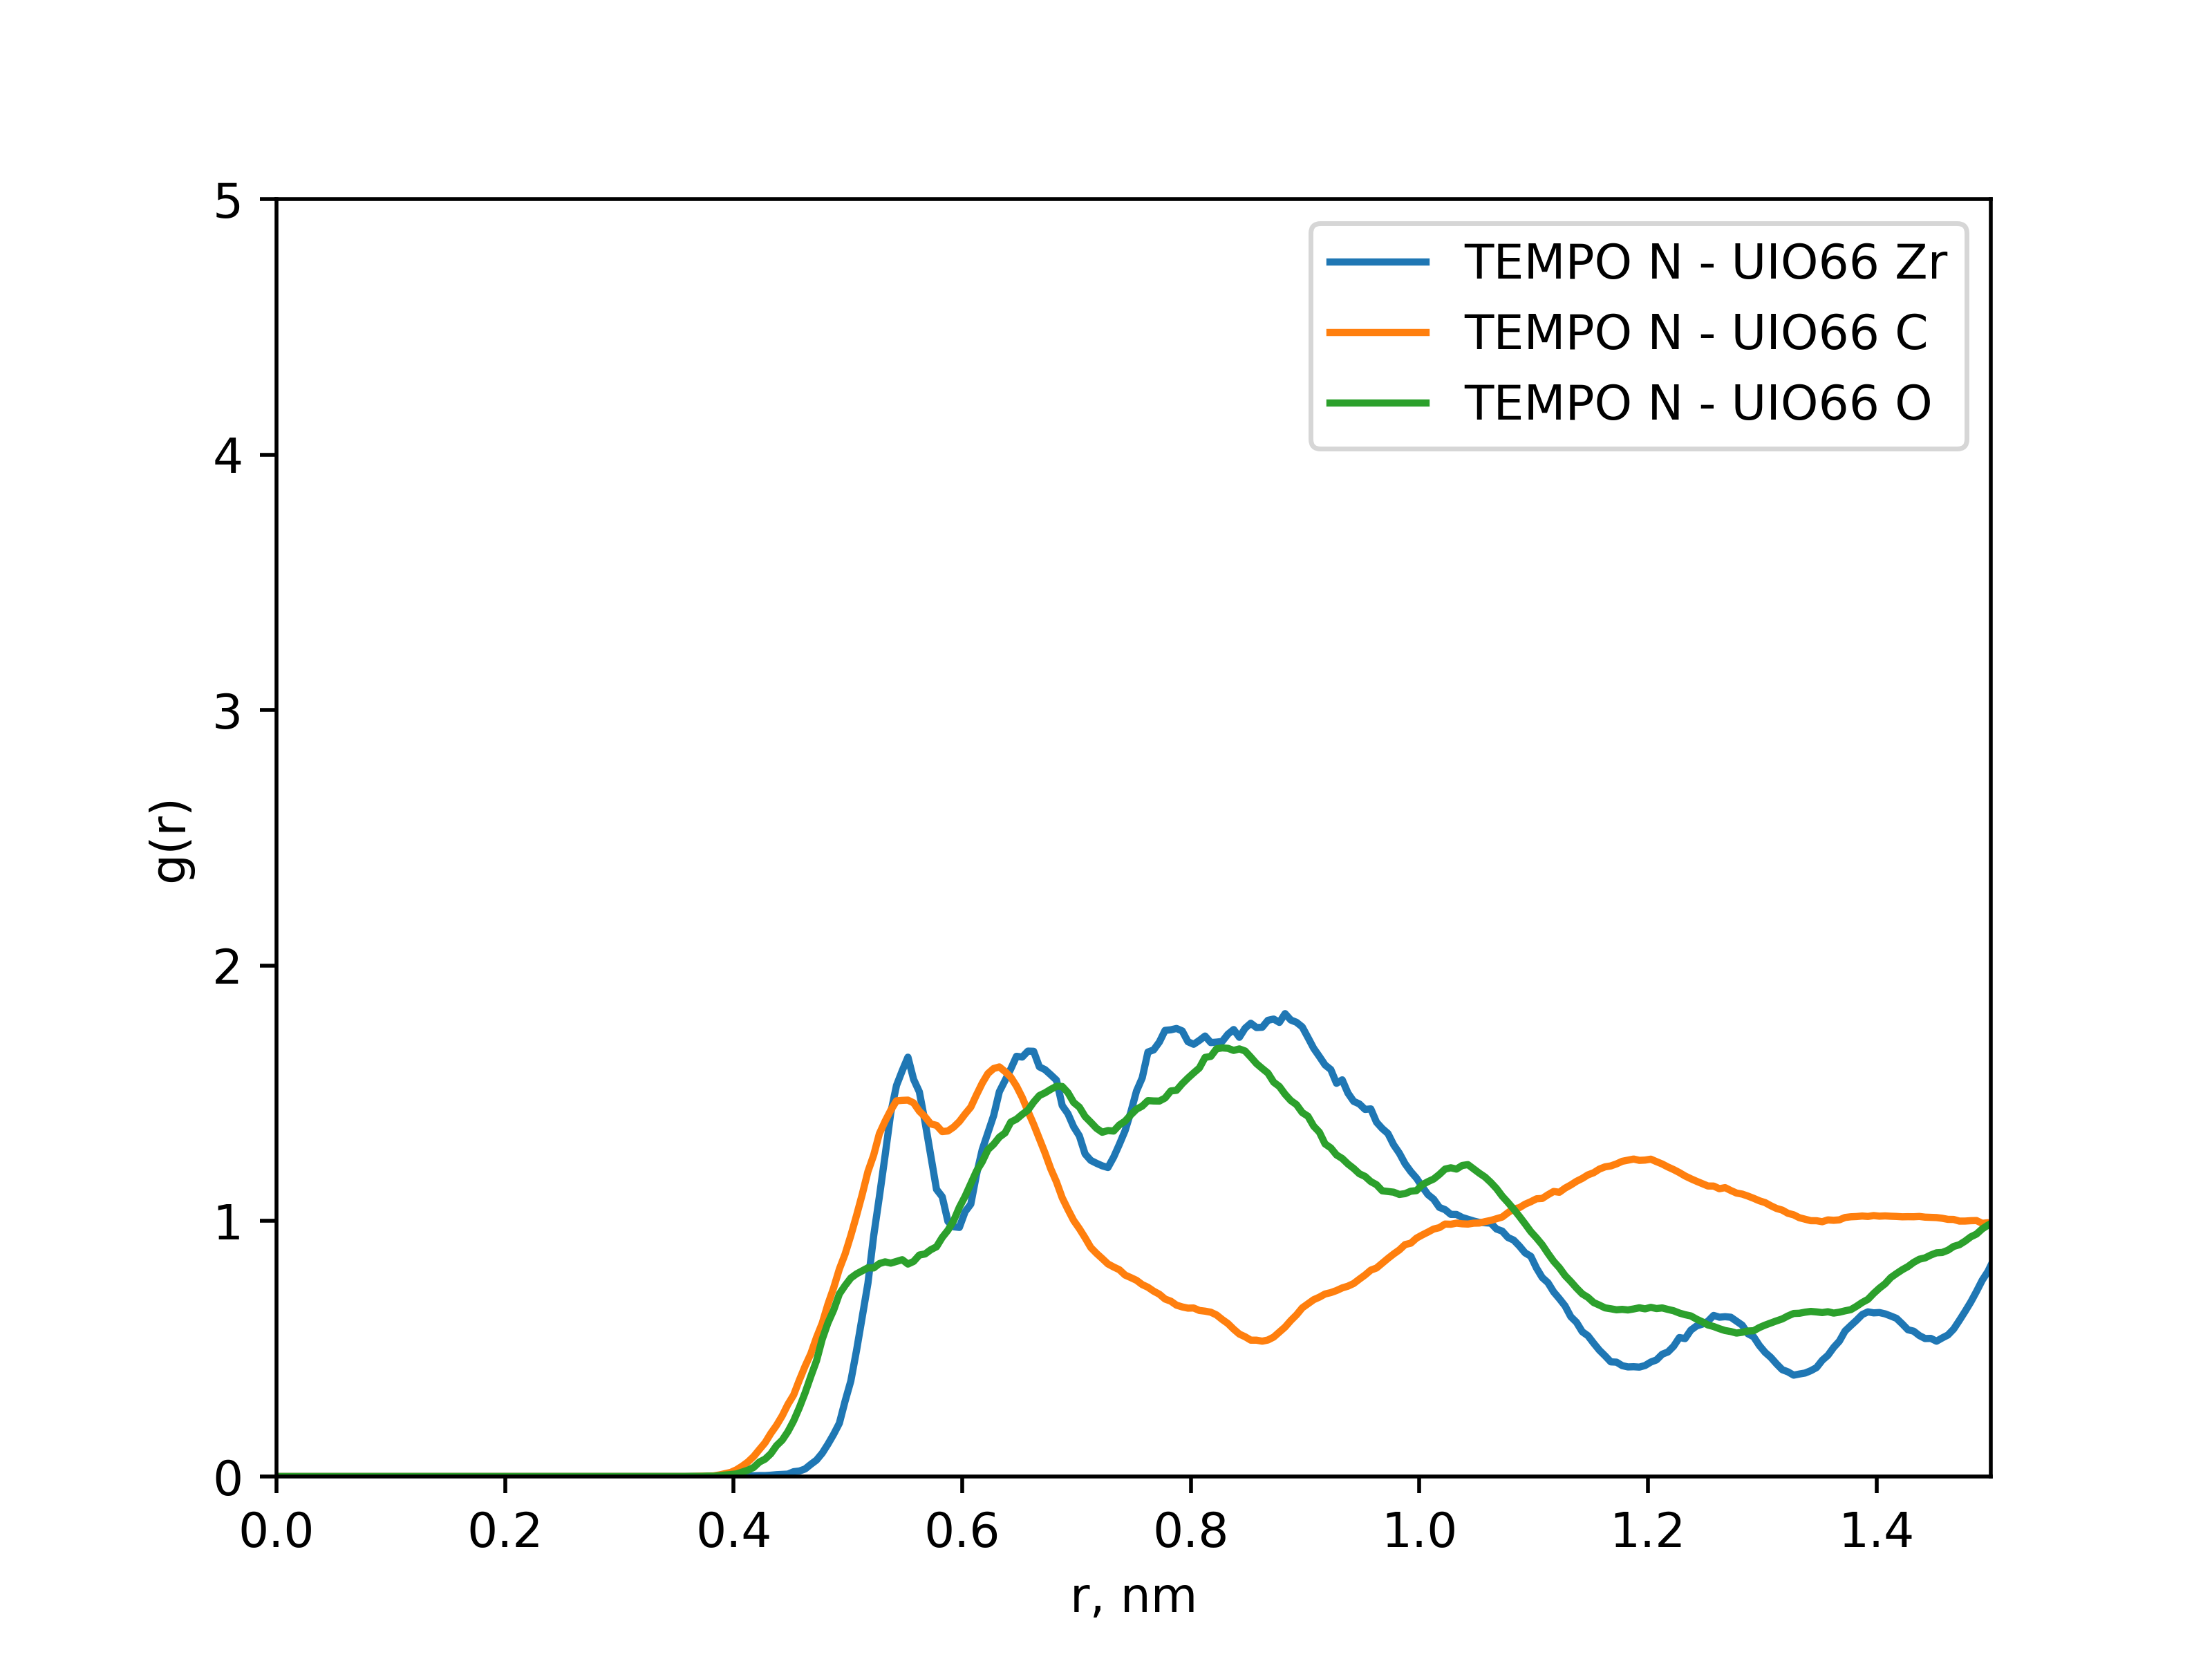 5
4
3
2
1
0
g(r)
TEMPO N - UIO66 Zr
TEMPO N - UIO66 C
TEMPO N - UIO66 O
0.0 0.2 0.4 0.6 0.8 1.0 1.2 1.4
r, nm